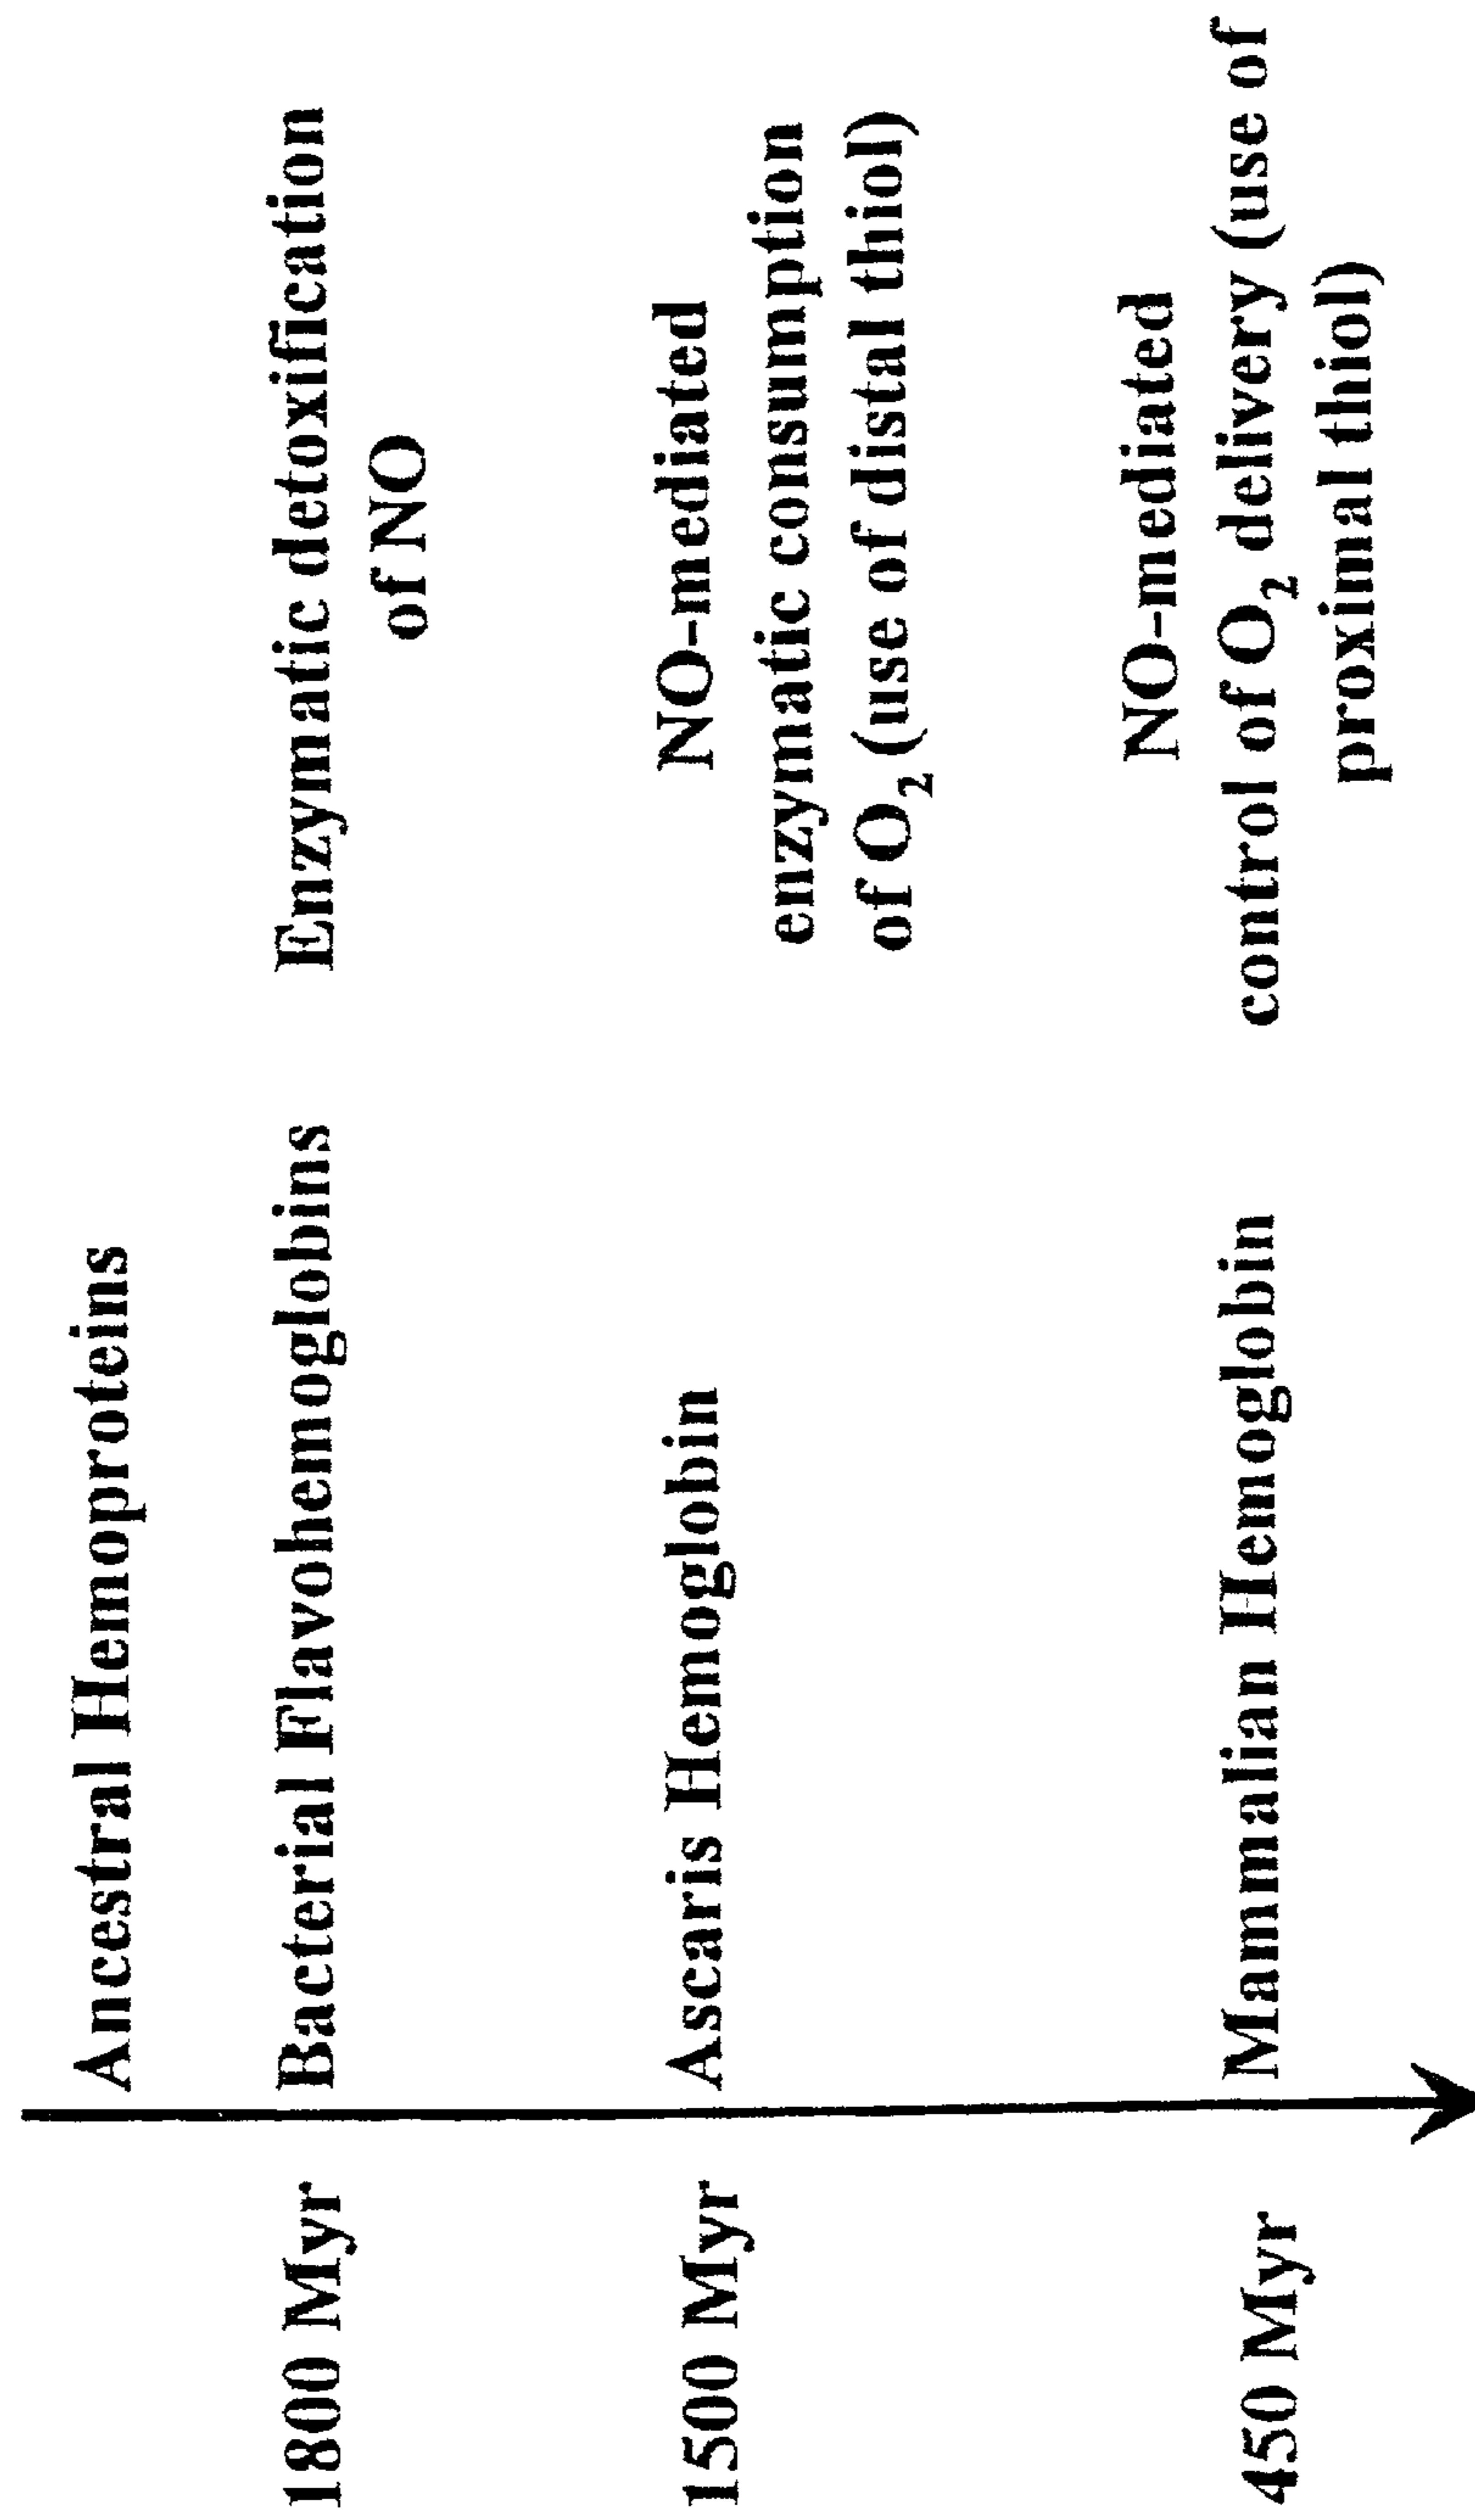 Ancestral Hemoproteins
1800 Myr
Bacterial Flavohemoglobins
Enzymatic detoxification
of NO
1500 Myr
Ascaris Hemoglobin
NO-mediated
enzymatic consumption
of O₂ (use of distal thiol)
450 Myr
Mammalian Hemoglobin
NO-mediated
control of O₂ delivery (use of
proximal thiol)